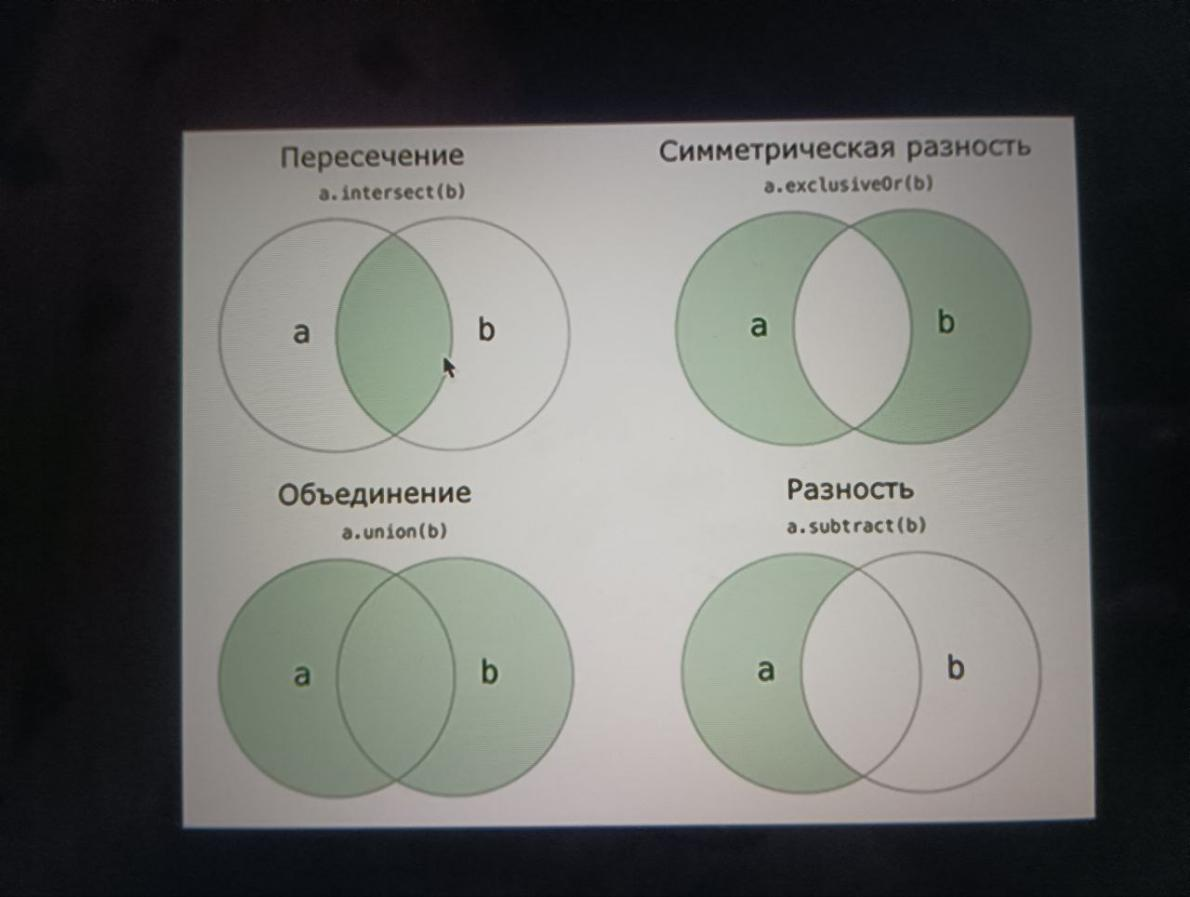 Пересечение
a.intersect(b)
a
b
Симметрическая разность
a.exclusiveOr(b)
a
b
Объединение
a.union(b)
a
b
Разность
a.subtract(b)
a
b